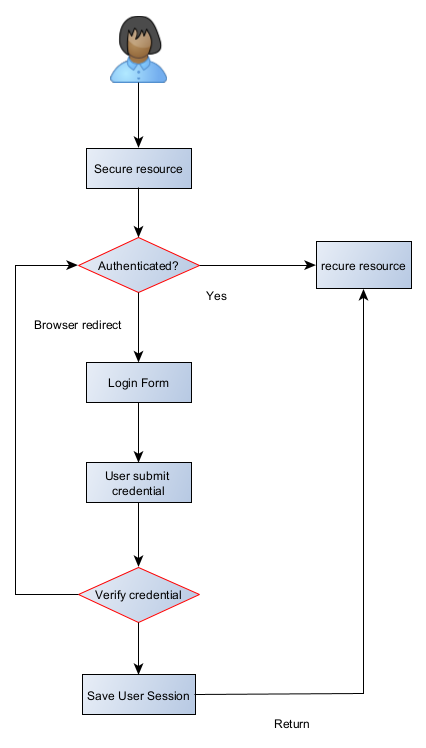 Secure resource
Authenticated?
recure resource
Yes
Browser redirect
Login Form
User submit
credential
Verify credential
Save User Session
Return